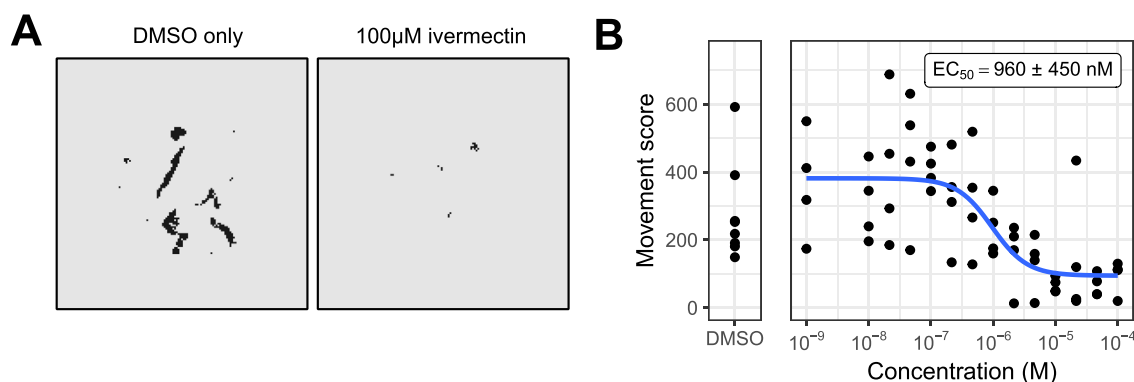 A
DMSO only
100µM ivermectin
B
Movement score
600
400
200
0
EC₅₀ = 960 ± 450 nM
DMSO
10⁻⁹
10⁻⁸
10⁻⁷
10⁻⁶
10⁻⁵
10⁻⁴
Concentration (M)